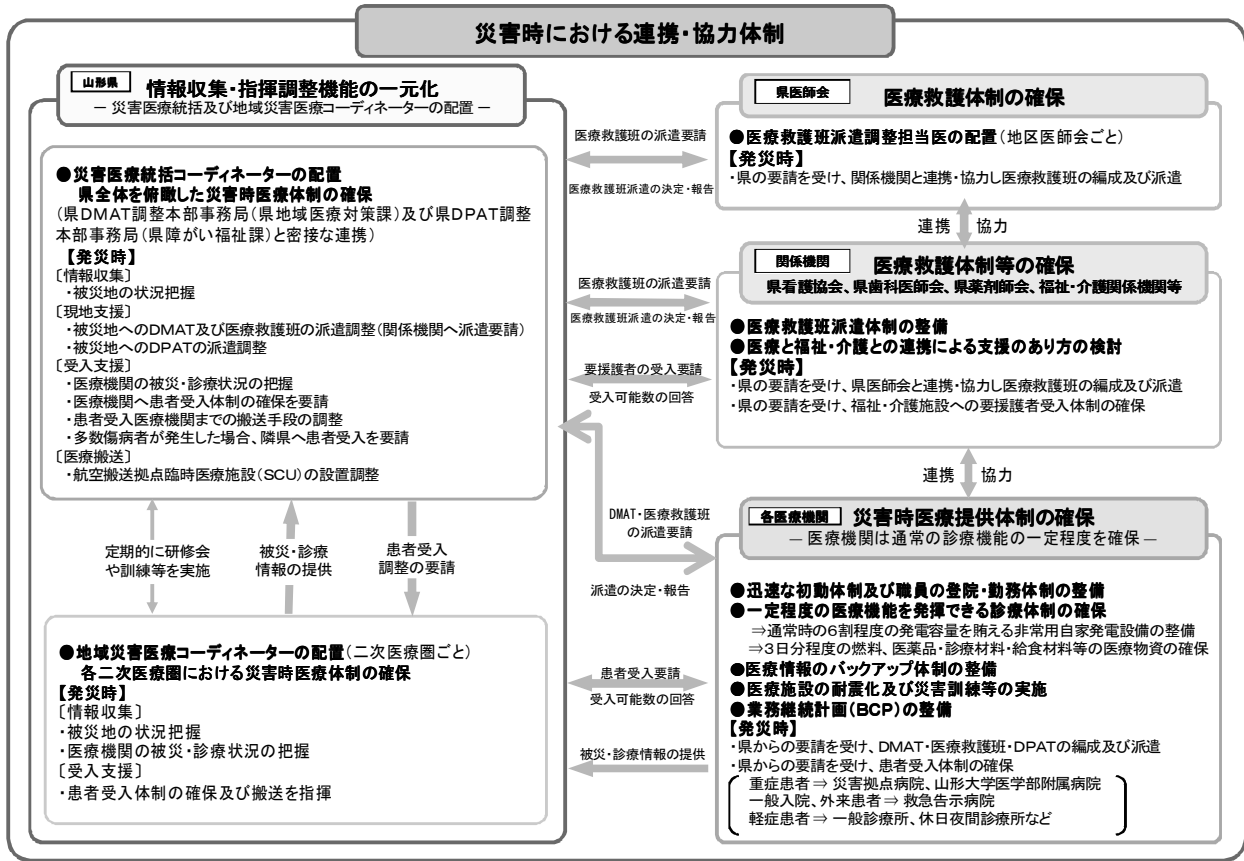 災害時における連携・協力体制
山形県
情報収集・指揮調整機能の一元化
― 災害医療統括及び地域災害医療コーディネーターの配置 ―
●災害医療統括コーディネーターの配置
県全体を俯瞰した災害時医療体制の確保
(県DMAT調整本部事務局(県地域医療対策課)及び県DPAT調整
本部事務局(県障がい福祉課)と密接な連携)
【発災時】
〔情報収集〕
・被災地の状況把握
〔現地支援〕
・被災地へのDMAT及び医療救護班の派遣調整(関係機関へ派遣要請)
・被災地へのDPATの派遣調整
〔受入支援〕
・医療機関の被災・診療状況の把握
・医療機関へ患者受入体制の確保を要請
・患者受入医療機関までの搬送手段の調整
・多数傷病者が発生した場合、隣県へ患者受入を要請
〔医療搬送〕
・航空搬送拠点臨時医療施設(SCU)の設置調整
定期的に研修会
や訓練等を実施
被災・診療
情報の提供
患者受入
調整の要請
●地域災害医療コーディネーターの配置(二次医療圏ごと)
各二次医療圏における災害時医療体制の確保
【発災時】
〔情報収集〕
・被災地の状況把握
・医療機関の被災・診療状況の把握
〔受入支援〕
・患者受入体制の確保及び搬送を指揮
医療救護班の派遣要請
医療救護班派遣の決定・報告
医療救護班の派遣要請
医療救護班派遣の決定・報告
要援護者の受入要請
受入可能数の回答
DMAT・医療救護班
の派遣要請
派遣の決定・報告
患者受入要請
受入可能数の回答
被災・診療情報の提供
県医師会
医療救護体制の確保
●医療救護班派遣調整担当医の配置(地区医師会ごと)
【発災時】
・県の要請を受け、関係機関と連携・協力し医療救護班の編成及び派遣
連携 協力
関係機関
医療救護体制等の確保
県看護協会、県歯科医師会、県薬剤師会、福祉・介護関係機関等
●医療救護班派遣体制の整備
●医療と福祉・介護との連携による支援のあり方の検討
【発災時】
・県の要請を受け、県医師会と連携・協力し医療救護班の編成及び派遣
・県の要請を受け、福祉・介護施設への要援護者受入体制の確保
連携 協力
各医療機関
災害時医療提供体制の確保
― 医療機関は通常の診療機能の一定程度を確保 ―
●迅速な初動体制及び職員の登院・勤務体制の整備
●一定程度の医療機能を発揮できる診療体制の確保
⇒通常時の6割程度の発電容量を賄える非常用自家発電設備の整備
⇒3日分程度の燃料、医薬品・診療材料・給食材料等の医療物資の確保
●医療情報のバックアップ体制の整備
●医療施設の耐震化及び災害訓練等の実施
●業務継続計画(BCP)の整備
【発災時】
・県からの要請を受け、DMAT・医療救護班・DPATの編成及び派遣
・県からの要請を受け、患者受入体制の確保
重症患者⇒ 災害拠点病院、山形大学医学部附属病院
一般入院、外来患者⇒ 救急告示病院
軽症患者⇒ 一般診療所、休日夜間診療所など